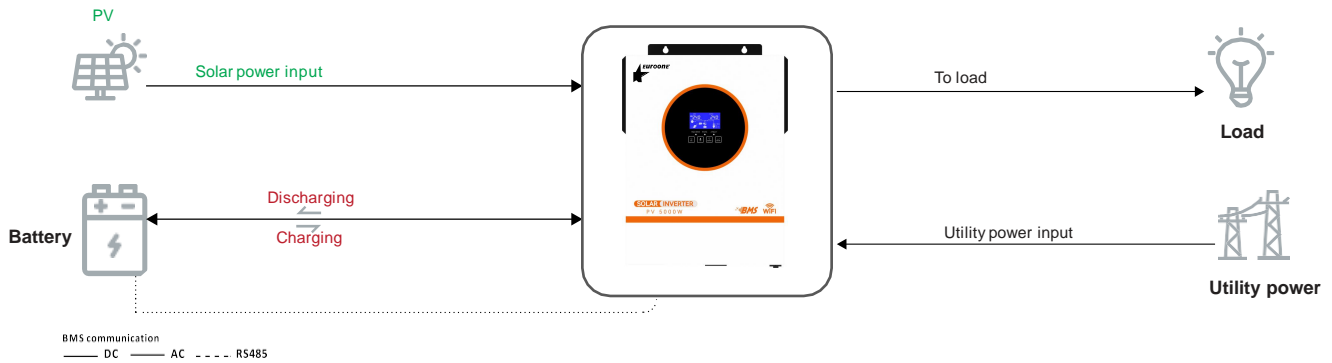 PV
Solar power input
EUROONE
To load
Load
Discharging
Charging
Battery
SOLAR INVERTER
PV 5000W
BMS
WiFi
Utility power input
Utility power
BMS communication
DC AC RS485